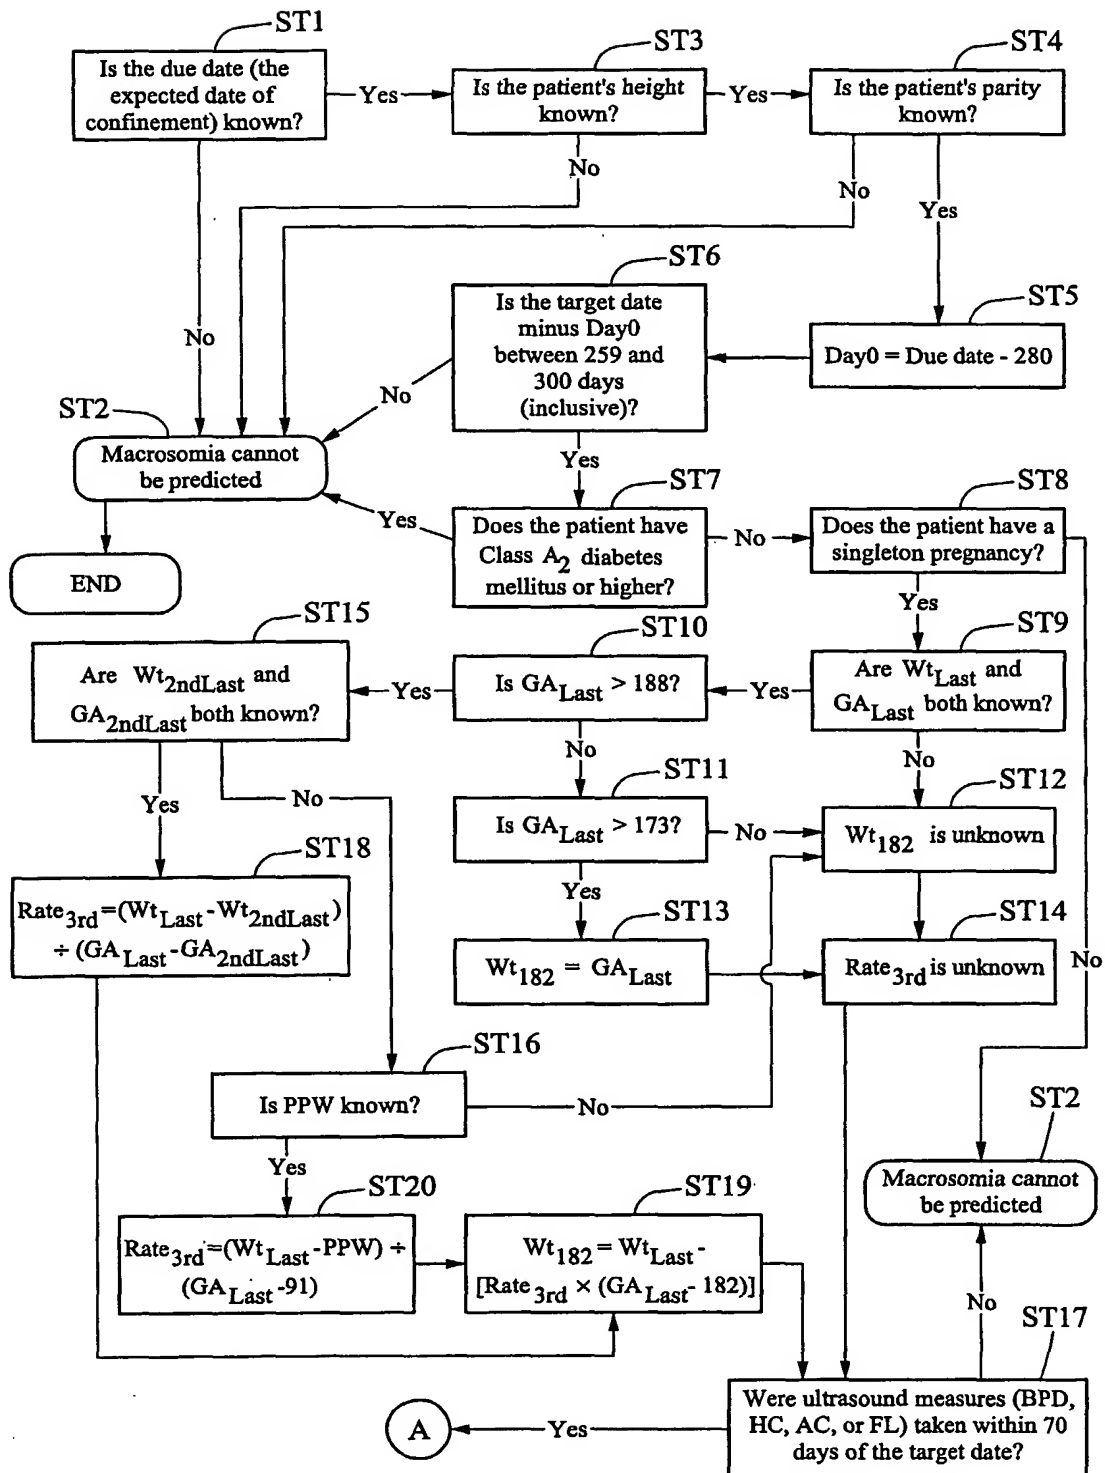 ST1
Is the due date (the
expected date of
confinement) known?
Yes
ST3
Is the patient's height
known?
Yes
ST4
Is the patient's parity
known?
No
No
Yes
No
ST6
Is the target date
minus Day0
between 259 and
300 days
(inclusive)?
ST5
Day0 = Due date - 280
No
ST2
Macrosomia cannot
be predicted
Yes
Yes
ST7
Does the patient have
Class A2 diabetes
mellitus or higher?
No
ST8
Does the patient have a
singleton pregnancy?
END
Yes
ST15
Are Wt2ndLast and
GA2ndLast both known?
Yes
ST10
Is GALast > 188?
Yes
ST9
Are WtLast and
GALast both known?
No
No
Yes
No
ST11
Is GALast > 173?
No
ST12
Wt182 is unknown
ST18
Rate3rd=(WtLast-Wt2ndLast)
÷ (GALast-GA2ndLast)
Yes
ST13
Wt182 = GALast
ST14
Rate3rd is unknown
No
ST16
Is PPW known?
No
ST2
Macrosomia cannot
be predicted
Yes
ST20
Rate3rd=(WtLast-PPW) ÷
(GALast-91)
ST19
Wt182 = WtLast-
[Rate3rd × (GALast- 182)]
No
ST17
Were ultrasound measures (BPD,
HC, AC, or FL) taken within 70
days of the target date?
Yes
A